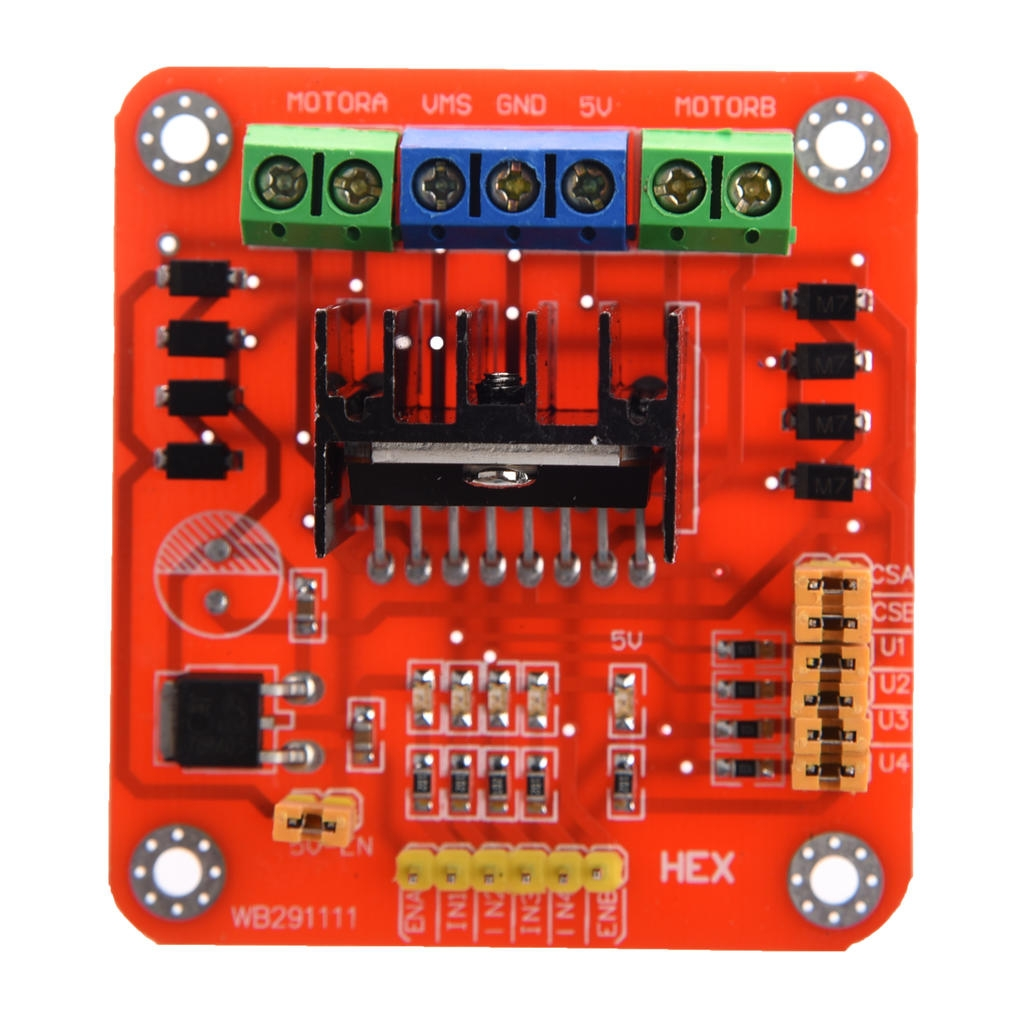 MOTORA VMS GND 5V MOTORB
M7
M7
M7
M7
CSA
CSB
5V
U1
U2
U3
U4
5V EN
HEX
WB291111
ENA IN1 IN2 IN3 IN4 ENB